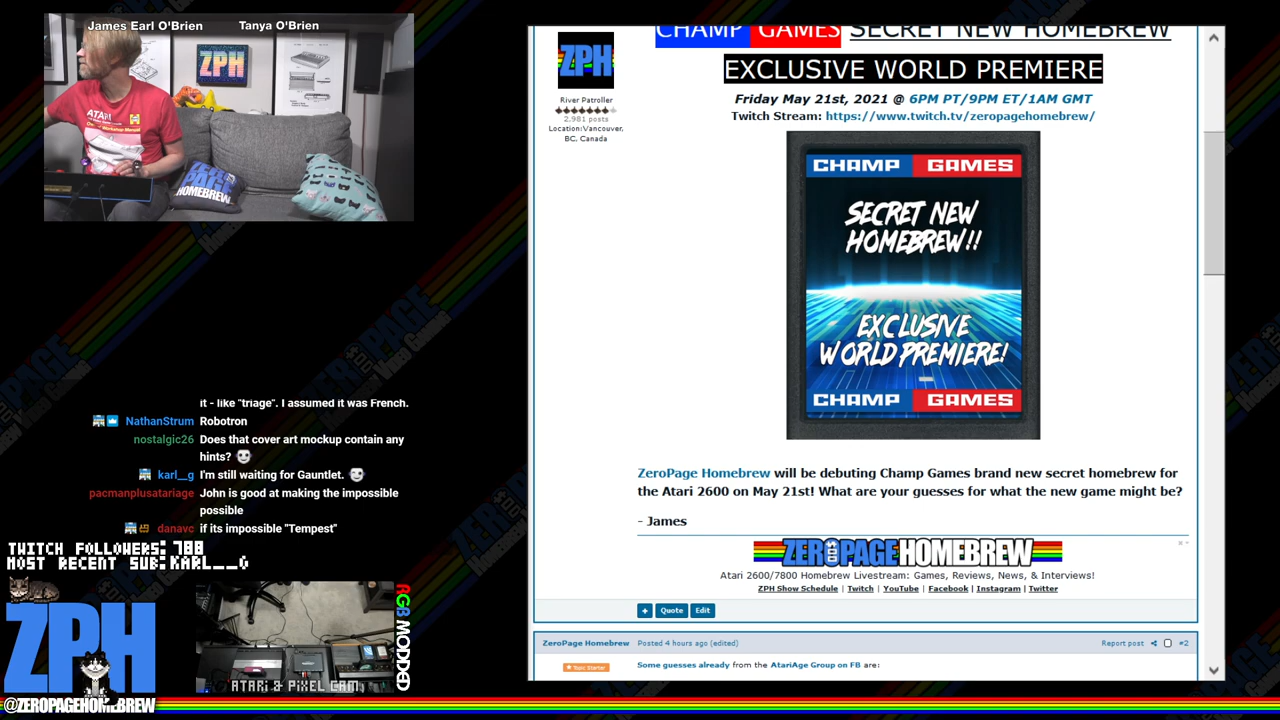 James Earl O'Brien
Tanya O'Brien
ZPH
ATARI
ZERO PAGE HOMEBREW
it - like "triage". I assumed it was French.
NathanStrum Robotron
nostalgic26 Does that cover art mockup contain any
hints?
karl__g I'm still waiting for Gauntlet.
pacmanplusatariage John is good at making the impossible
possible
danavc if its impossible "Tempest"
TWITCH FOLLOWERS: 788
MOST RECENT SUB: KARL__G
ZPH
@ZEROPAGEHOMEBREW
ATARI & PIXEL CAM
RGB MODDED
CHAMP GAMES SECRET NEW HOMEBREW
EXCLUSIVE WORLD PREMIERE
Friday May 21st, 2021 @ 6PM PT/9PM ET/1AM GMT
Twitch Stream: https://www.twitch.tv/zeropagehomebrew/
ZPH
River Patroller
2,981 posts
Location:Vancouver,
BC, Canada
CHAMP GAMES
SECRET NEW
HOMEBREW!!
EXCLUSIVE
WORLD PREMIERE!
CHAMP GAMES
ZeroPage Homebrew will be debuting Champ Games brand new secret homebrew for
the Atari 2600 on May 21st! What are your guesses for what the new game might be?
- James
ZEROPAGEHOMEBREW
Atari 2600/7800 Homebrew Livestream: Games, Reviews, News, & Interviews!
ZPH Show Schedule | Twitch | YouTube | Facebook | Instagram | Twitter
+ Quote Edit
ZeroPage Homebrew Posted 4 hours ago (edited) Report post #2
Topic Starter
Some guesses already from the AtariAge Group on FB are: